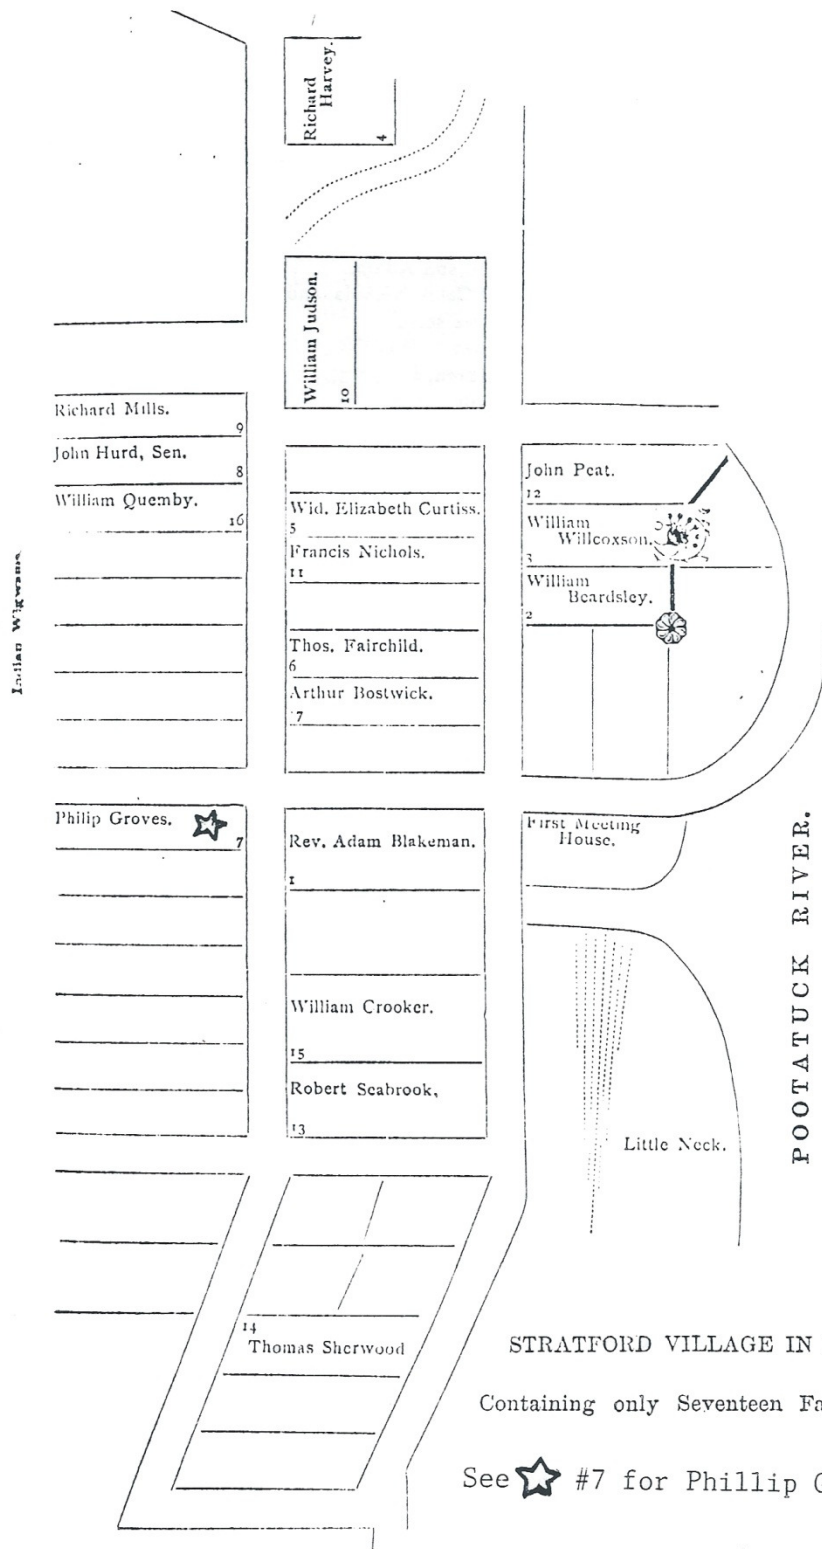 Richard
Harvey.
4
William Judson.
10
Richard Mills.
9
John Hurd, Sen.
8
William Quemby.
16
Indian Wigwams
Wid. Elizabeth Curtiss.
5
Francis Nichols.
11
Thos. Fairchild.
6
Arthur Bostwick.
17
John Peat.
12
William
Willcoxson.
3
William
Beardsley.
2
Philip Groves.
7
Rev. Adam Blakeman.
1
First Meeting
House.
William Crooker.
15
Robert Seabrook,
13
POOTATUCK RIVER.
Little Neck.
14
Thomas Sherwood
STRATFORD VILLAGE IN
Containing only Seventeen Fa
See #7 for Phillip G